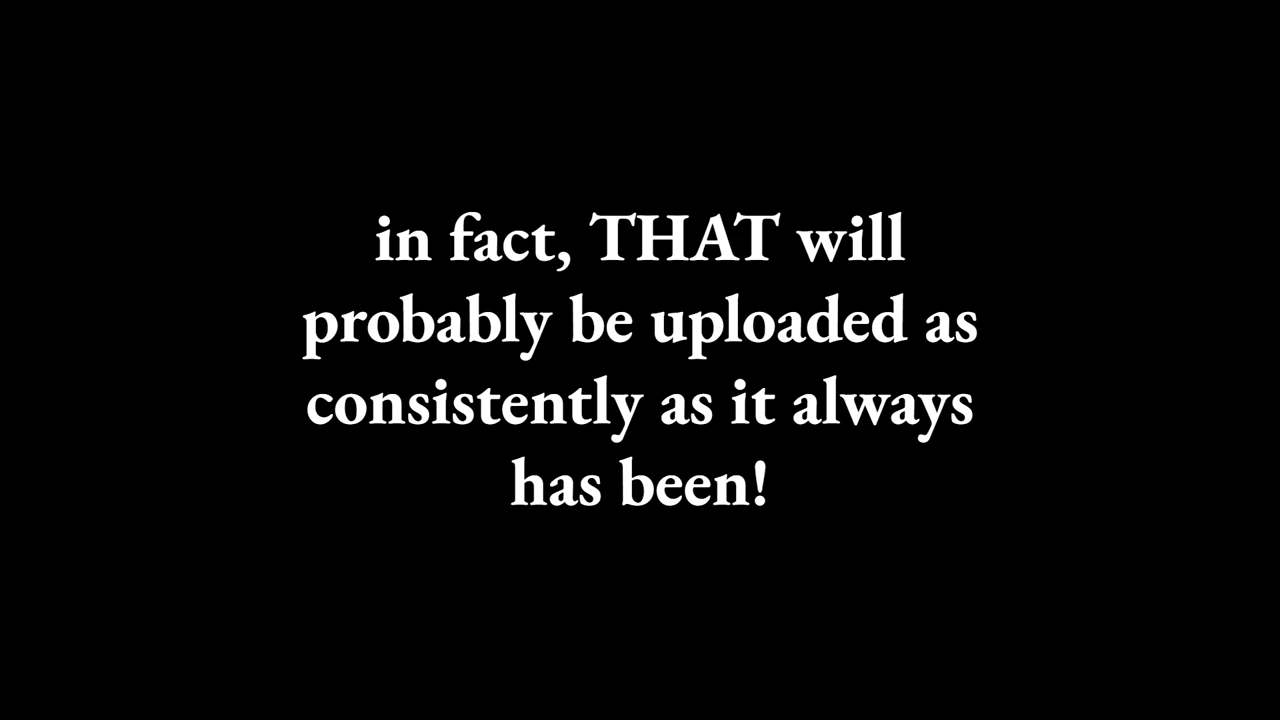 in fact, THAT will
probably be uploaded as
consistently as it always
has been!